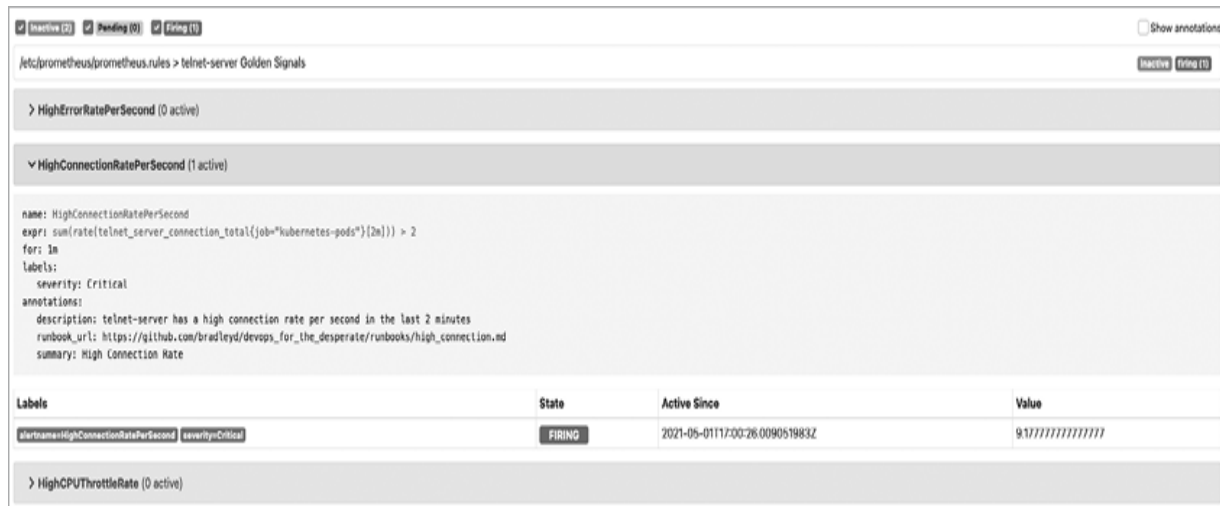 Inactive (2) Pending (0) Firing (1) Show annotations
/etc/prometheus/prometheus.rules > telnet-server Golden Signals inactive firing (1)
HighErrorRatePerSecond (0 active)
HighConnectionRatePerSecond (1 active)
name: HighConnectionRatePerSecond
expr: sum(rate(telnet_server_connection_total{job="kubernetes-pods"}[2m])) > 2
for: 1m
labels:
severity: Critical
annotations:
description: telnet-server has a high connection rate per second in the last 2 minutes
runbook_url: https://github.com/bradleyd/devops_for_the_desperate/runbooks/high_connection.md
summary: High Connection Rate
Labels State Active Since Value
alertname=HighConnectionRatePerSecond severity=Critical FIRING 2021-05-01T17:00:26.009051983Z 9.177777777777777
HighCPUThrottleRate (0 active)